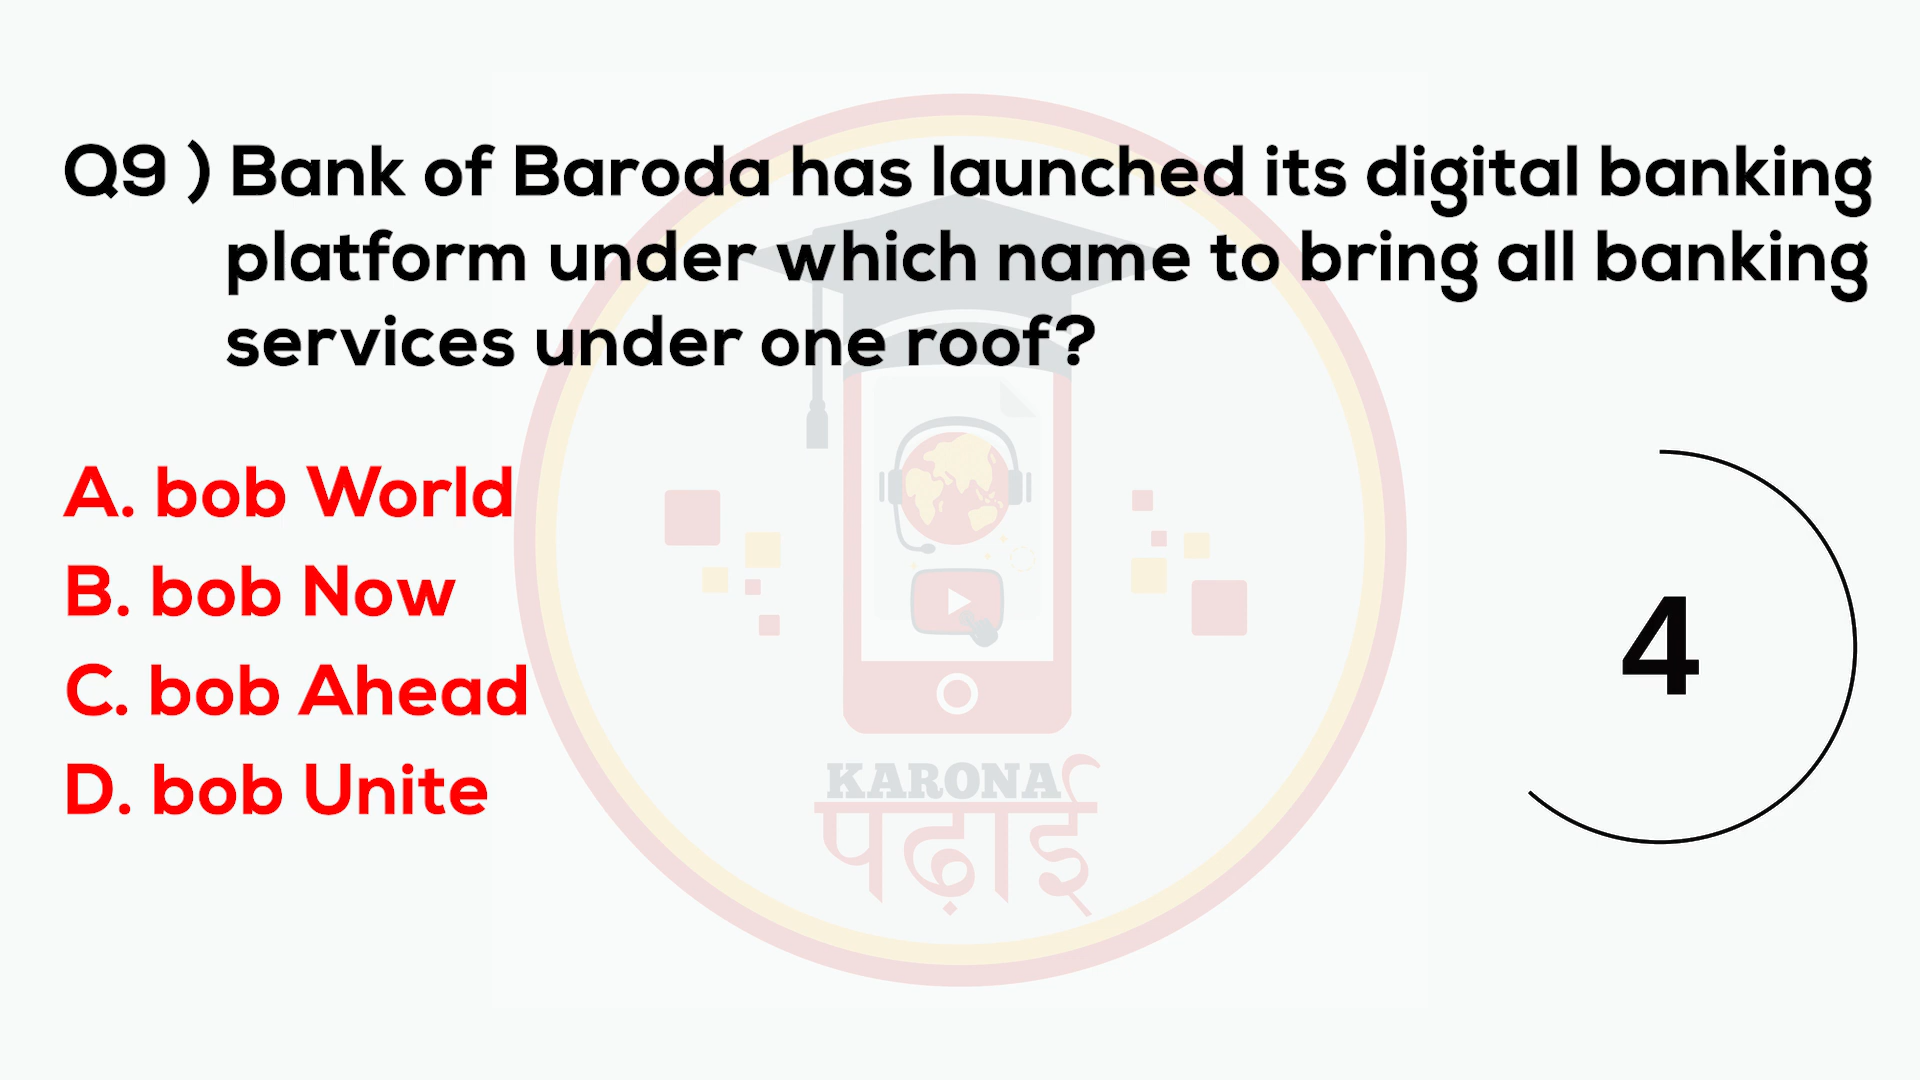 Q9 ) Bank of Baroda has launched its digital banking
platform under which name to bring all banking
services under one roof?
A. bob World
B. bob Now
C. bob Ahead
D. bob Unite
4
KARONA
पढ़ाई